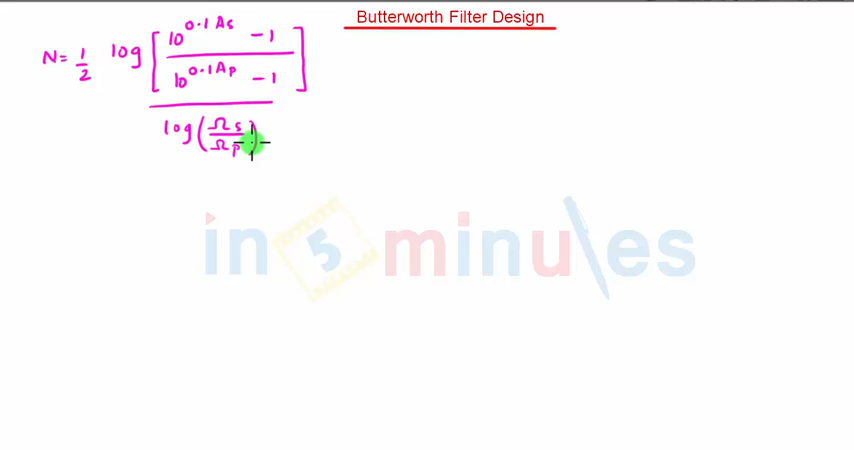 Butterworth Filter Design
N = 1/2 log [ (10^0.1As - 1) / (10^0.1Ap - 1) ]
log (Ωs / Ωp)
in 5 minutes